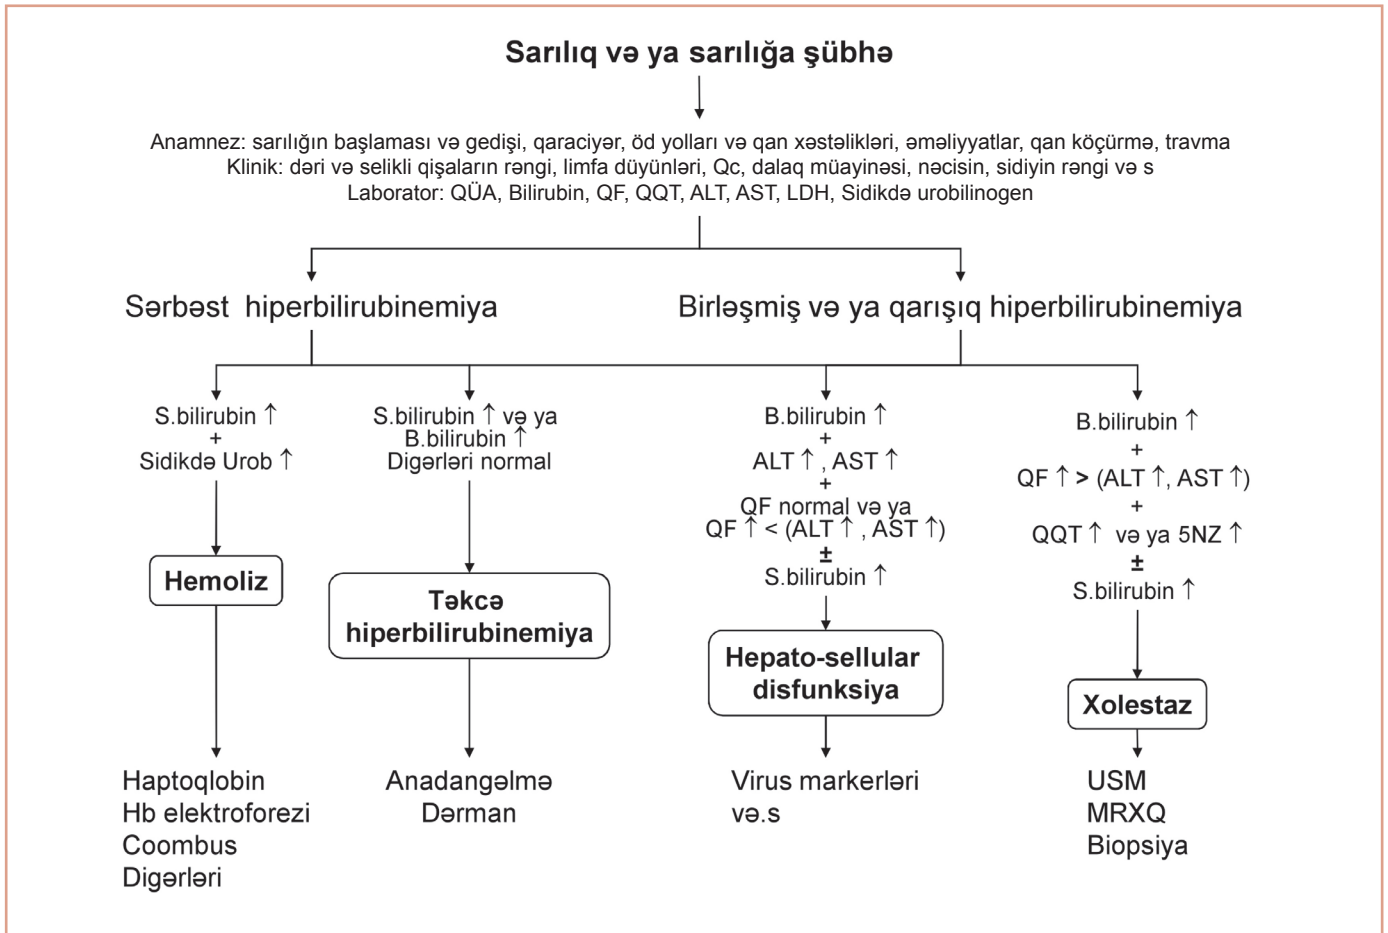 Sarılıq və ya sarılığa şübhə
Anamnez: sarılığın başlaması və gedişi, qaraciyər, öd yolları və qan xəstəlikləri, əməliyyatlar, qan köçürmə, travma
Klinik: dəri və selikli qişaların rəngi, limfa düyünləri, Qc, dalaq müayinəsi, nəcisin, sidiyin rəngi və s
Laborator: QÜA, Bilirubin, QF, QQT, ALT, AST, LDH, Sidikdə urobilinogen
Sərbəst hiperbilirubinemiya
Birləşmiş və ya qarışıq hiperbilirubinemiya
S.bilirubin ↑
+
Sidikdə Urob ↑
Hemoliz
Haptoqlobin
Hb elektroforezi
Coombus
Digərləri
S.bilirubin ↑ və ya
B.bilirubin ↑
Digərləri normal
Təkcə
hiperbilirubinemiya
Anadangəlmə
Dərman
B.bilirubin ↑
+
ALT ↑ , AST ↑
+
QF normal və ya
QF ↑ < (ALT ↑ , AST ↑)
±
S.bilirubin ↑
Hepato-sellular
disfunksiya
Virus markerləri
və.s
B.bilirubin ↑
+
QF ↑ > (ALT ↑, AST ↑)
+
QQT ↑ və ya 5NZ ↑
±
S.bilirubin ↑
Xolestaz
USM
MRXQ
Biopsiya